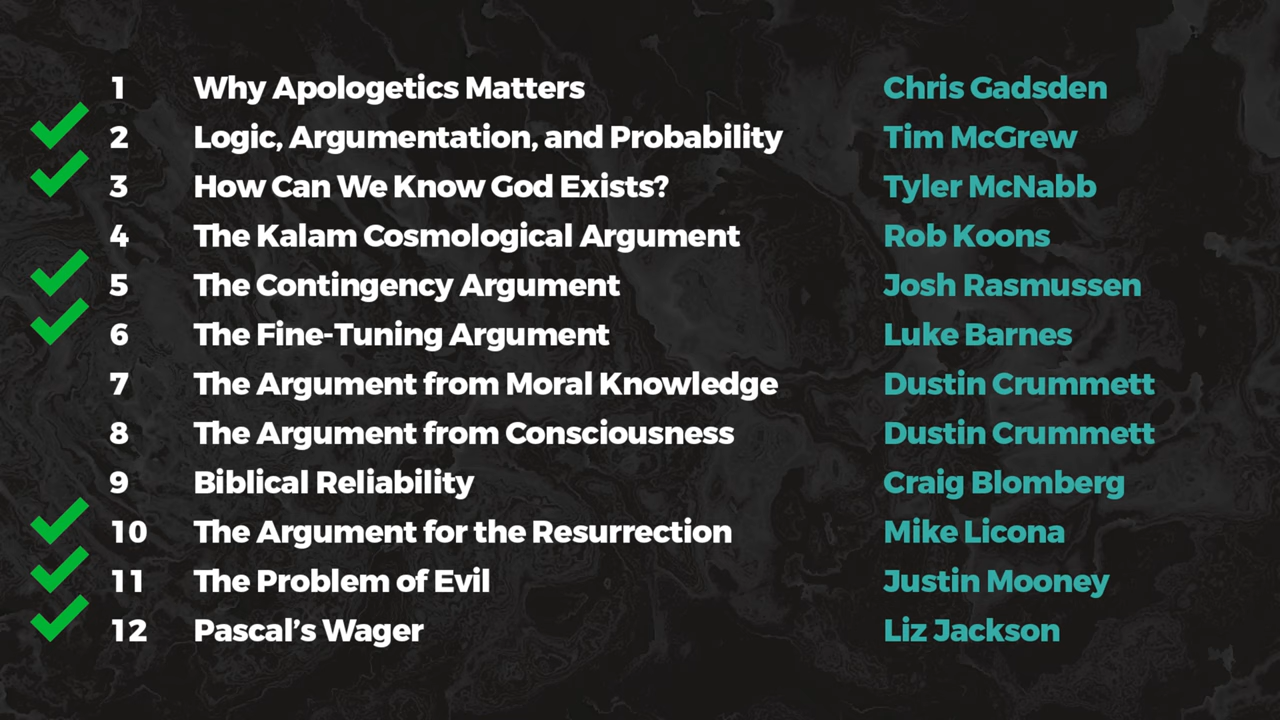 1 Why Apologetics Matters Chris Gadsden
2 Logic, Argumentation, and Probability Tim McGrew
3 How Can We Know God Exists? Tyler McNabb
4 The Kalam Cosmological Argument Rob Koons
5 The Contingency Argument Josh Rasmussen
6 The Fine-Tuning Argument Luke Barnes
7 The Argument from Moral Knowledge Dustin Crummett
8 The Argument from Consciousness Dustin Crummett
9 Biblical Reliability Craig Blomberg
10 The Argument for the Resurrection Mike Licona
11 The Problem of Evil Justin Mooney
12 Pascal’s Wager Liz Jackson